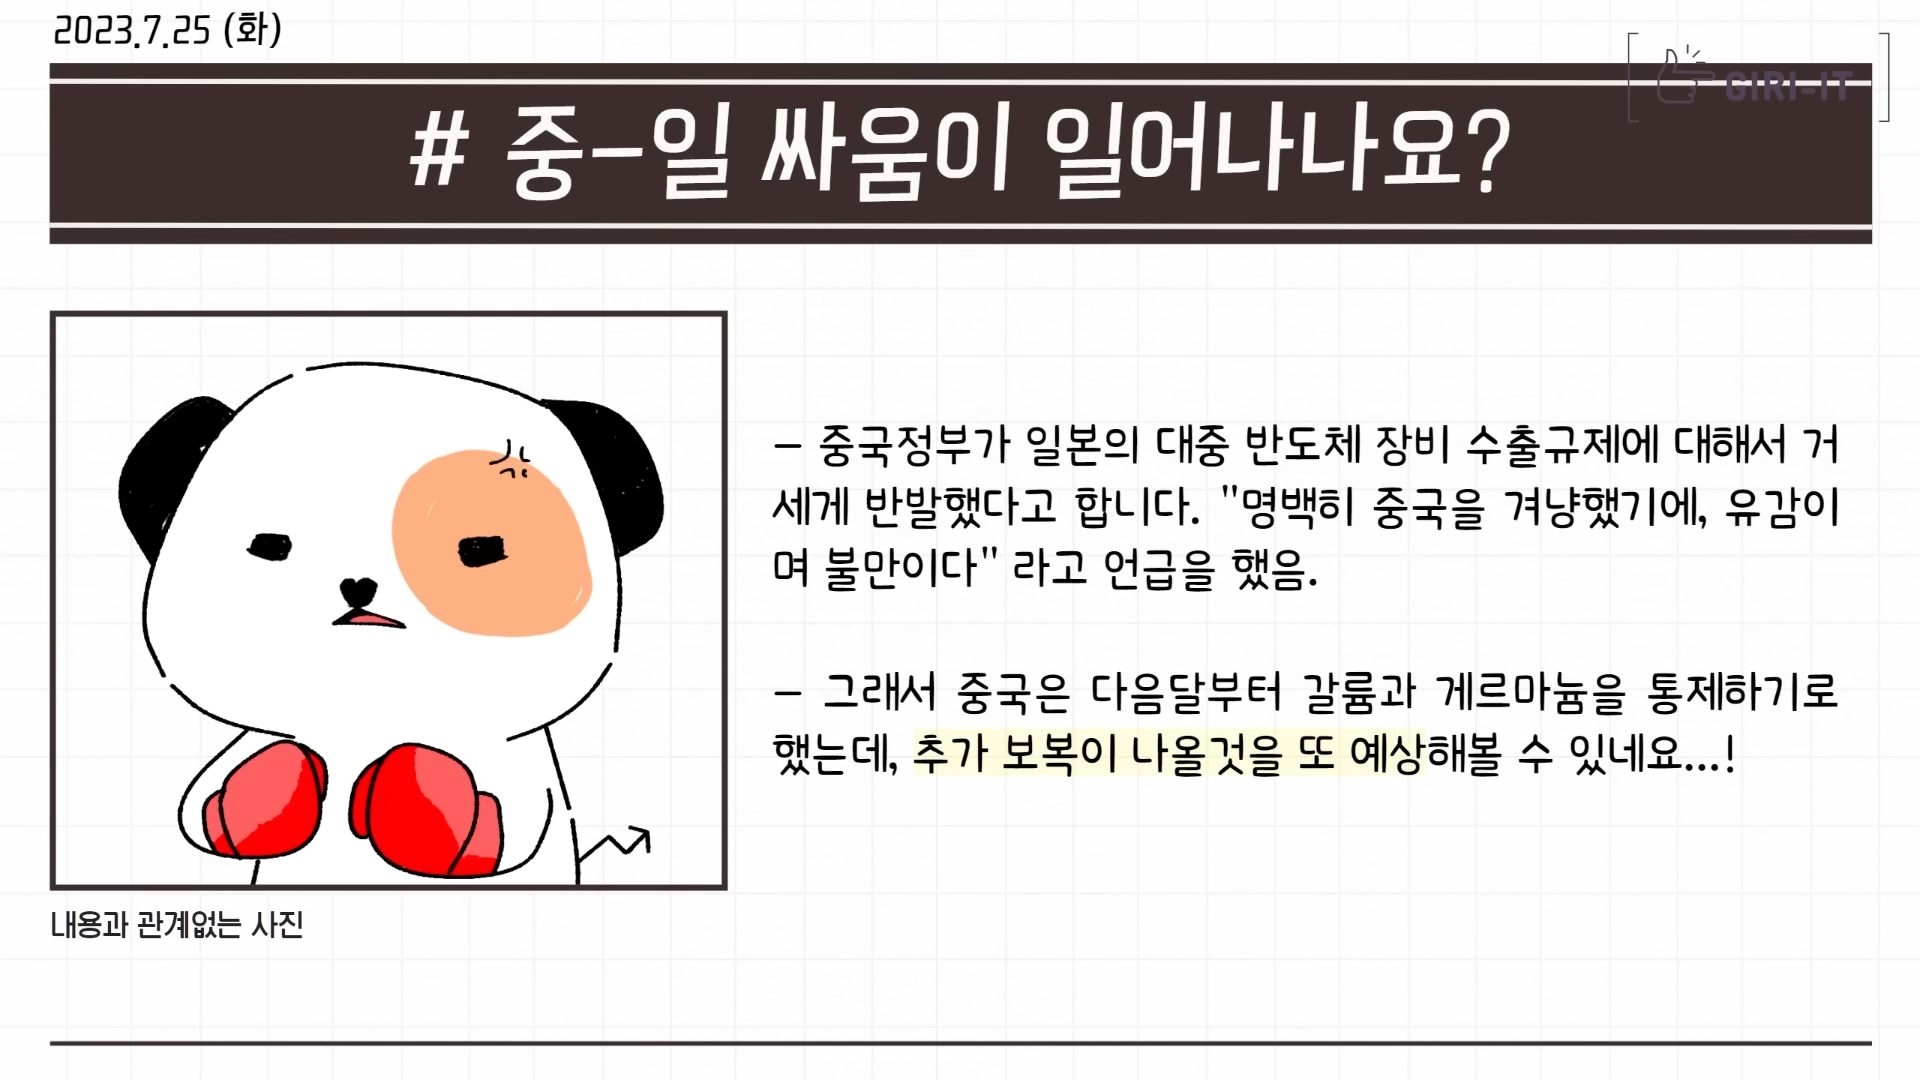 2023.7.25 (화)
GIRI-IT
# 중-일 싸움이 일어나나요?
- 중국정부가 일본의 대중 반도체 장비 수출규제에 대해서 거
세게 반발했다고 합니다. "명백히 중국을 겨냥했기에, 유감이
며 불만이다" 라고 언급을 했음.
- 그래서 중국은 다음달부터 갈륨과 게르마늄을 통제하기로
했는데, 추가 보복이 나올것을 또 예상해볼 수 있네요...!
내용과 관계없는 사진